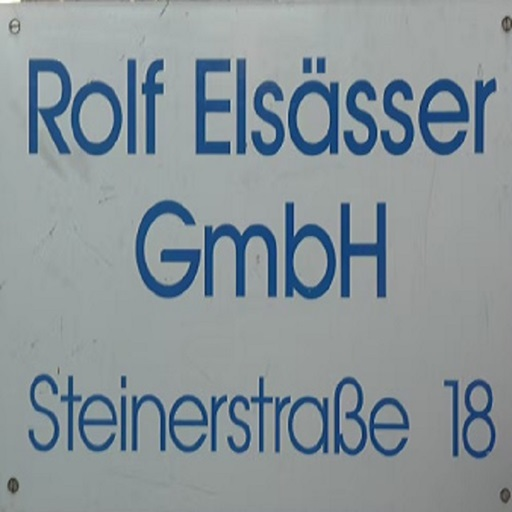 Rolf Elsässer
GmbH
Steinerstraße 18